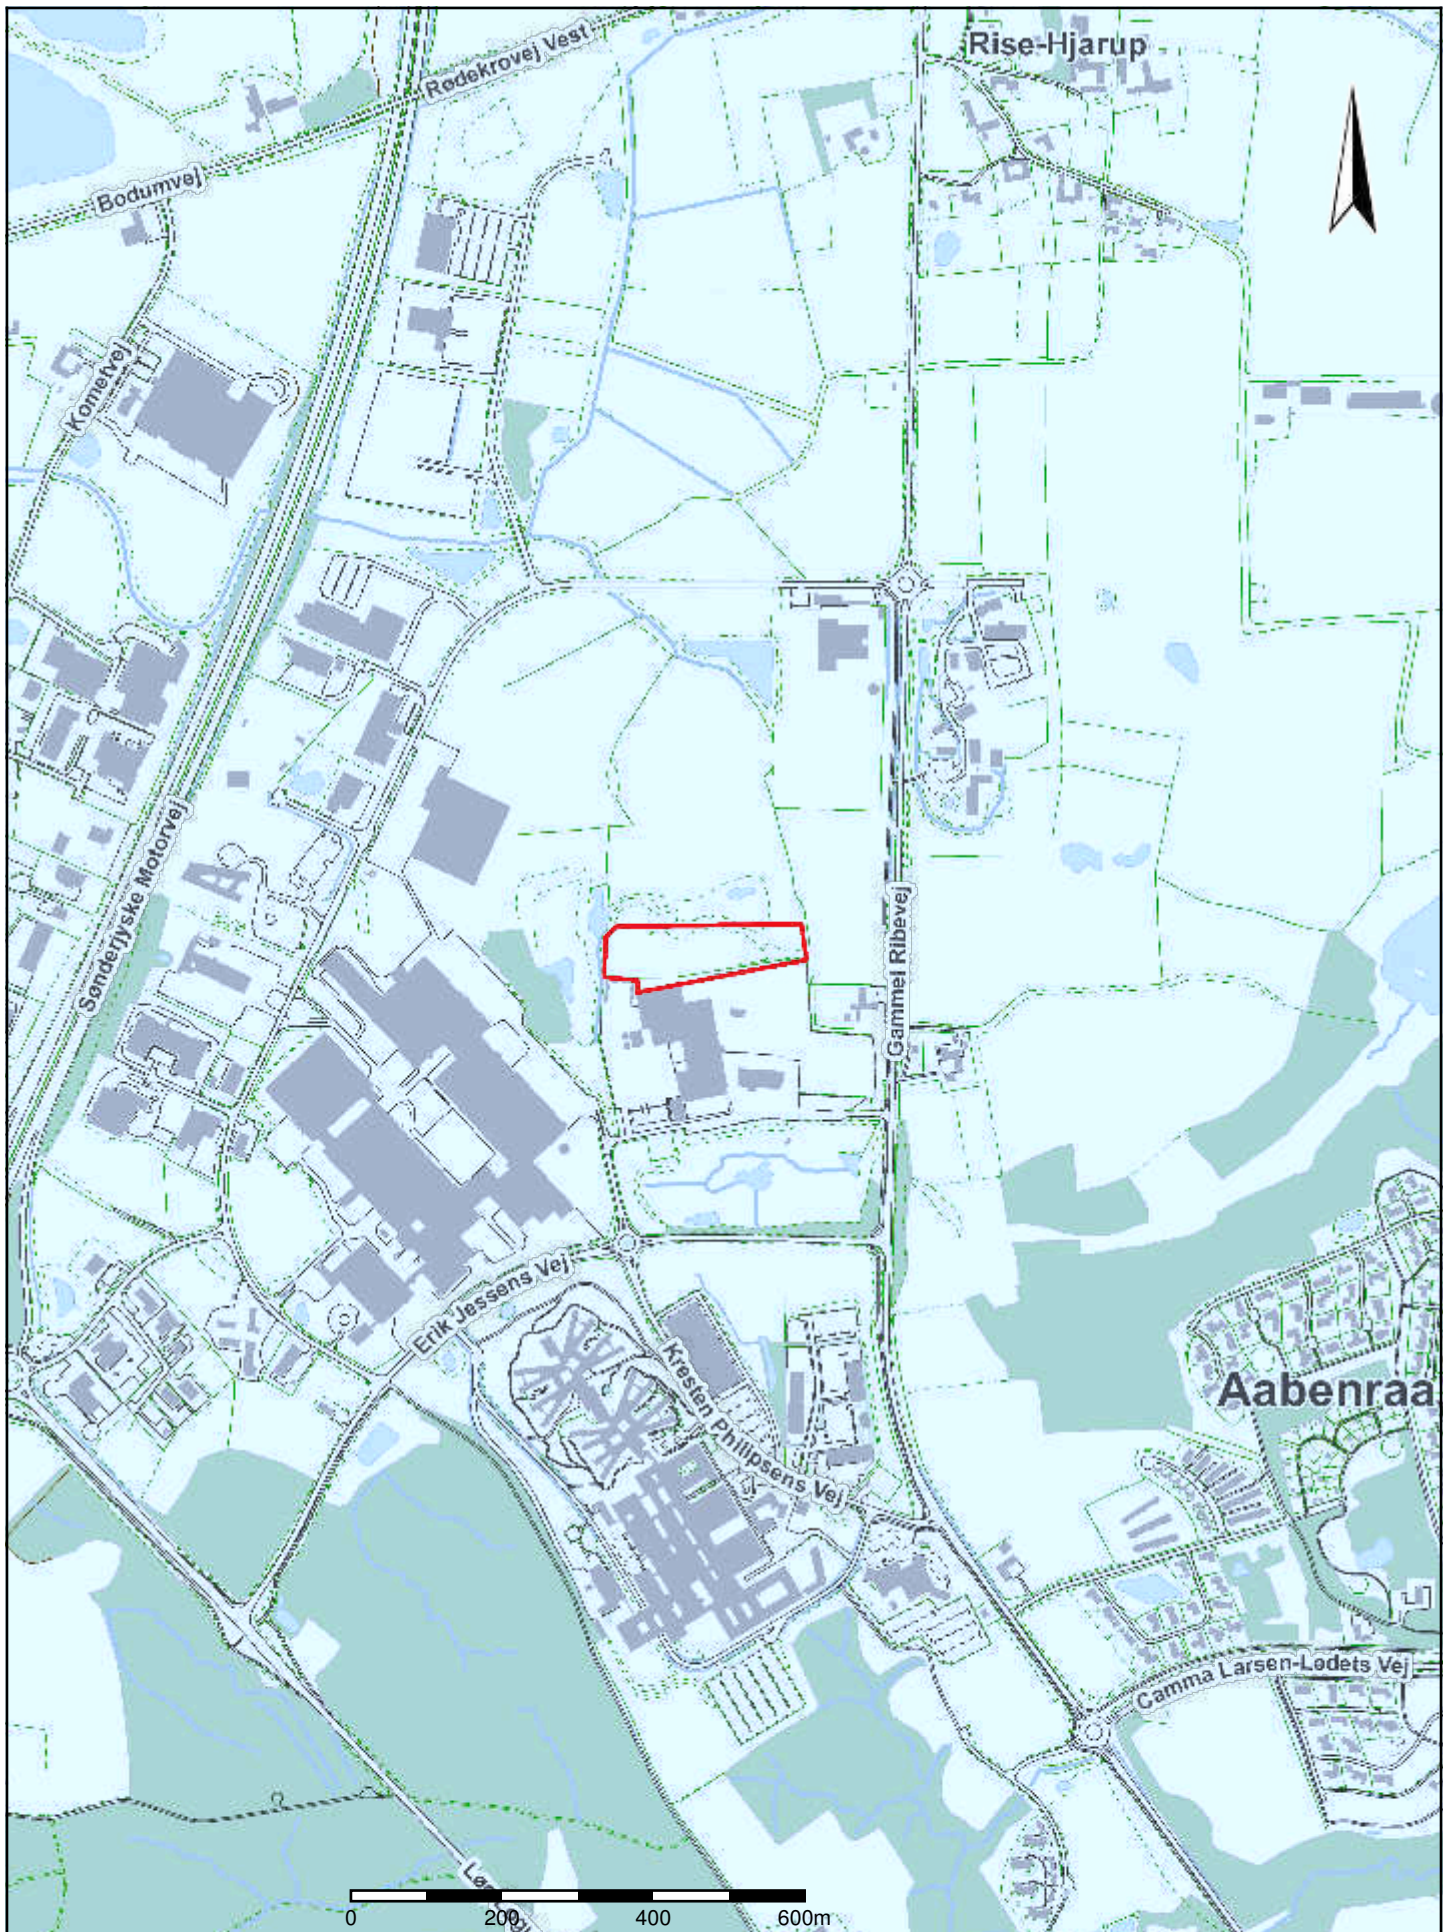 Rise-Hjarup
Rødekrovej Vest
Bodumvej
Kometvej
Sønderjyske Motorvej
Gammel Ribevej
Erik Jessens Vej
Kresten Philipsens Vej
Aabenraa
Camma Larsen-Ledets Vej
0 200 400 600m